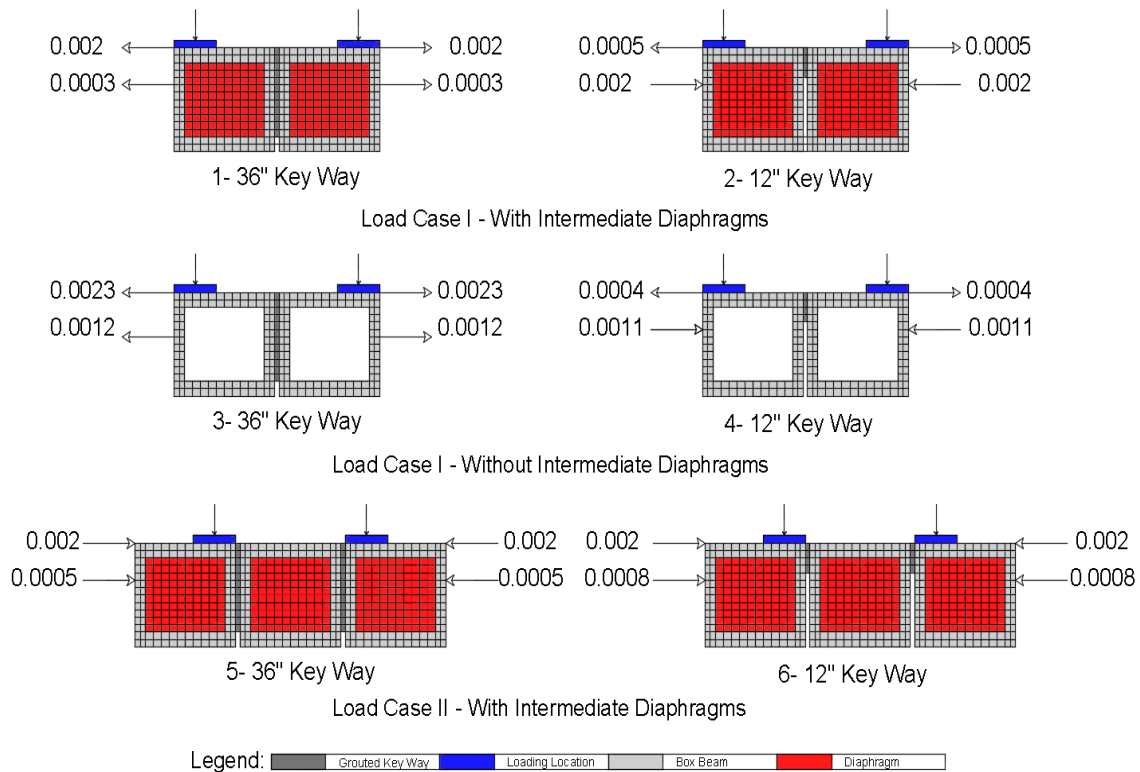 0.002 0.002 0.0005 0.0005
0.0003 0.0003 0.002 0.002
1- 36" Key Way 2- 12" Key Way
Load Case I - With Intermediate Diaphragms
0.0023 0.0023 0.0004 0.0004
0.0012 0.0012 0.0011 0.0011
3- 36" Key Way 4- 12" Key Way
Load Case I - Without Intermediate Diaphragms
0.002 0.002 0.002 0.002
0.0005 0.0005 0.0008 0.0008
5- 36" Key Way 6- 12" Key Way
Load Case II - With Intermediate Diaphragms
Legend: Grouted Key Way Loading Location Box Beam Diaphragm